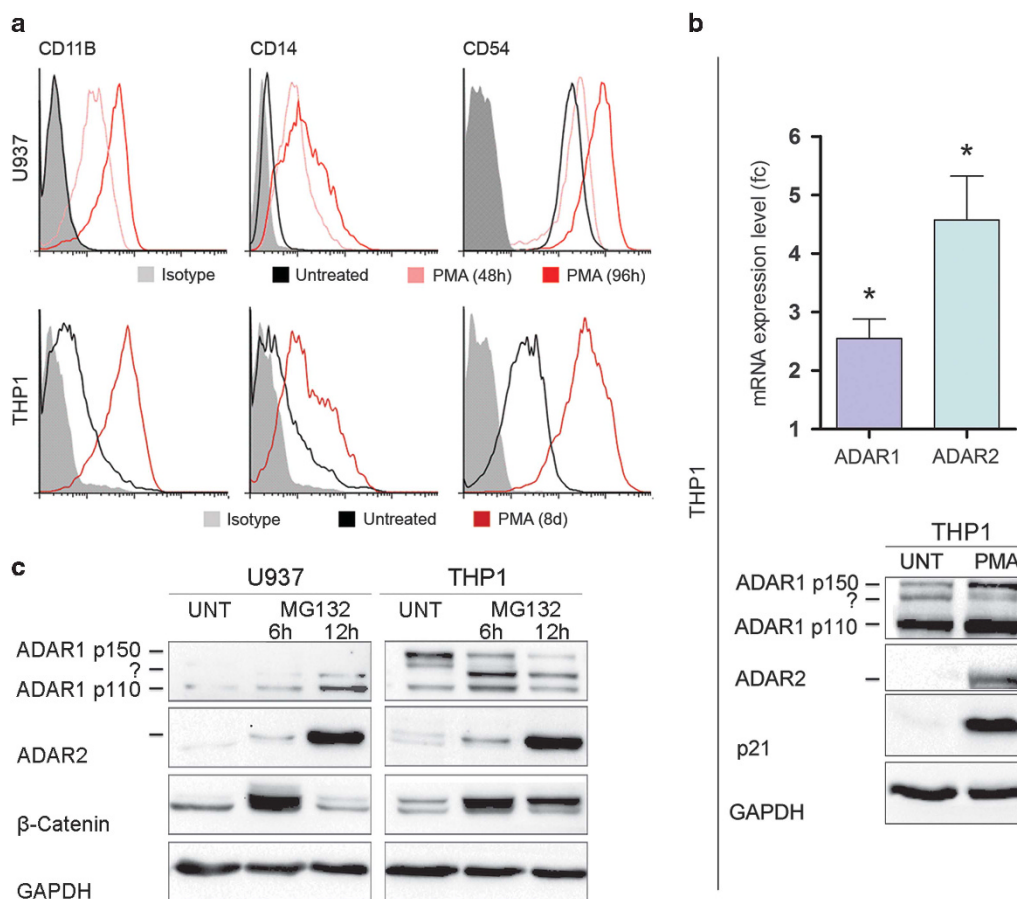 a
CD11B CD14 CD54
U937
Isotype Untreated PMA (48h) PMA (96h)
THP1
Isotype Untreated PMA (8d)
b
THP1
mRNA expression level (fc)
6
5
4
3
2
1
* *
ADAR1 ADAR2
THP1
UNT PMA
ADAR1 p150
?
ADAR1 p110
ADAR2
p21
GAPDH
c
U937 THP1
UNT MG132 UNT MG132
6h 12h 6h 12h
ADAR1 p150
?
ADAR1 p110
ADAR2
β-Catenin
GAPDH